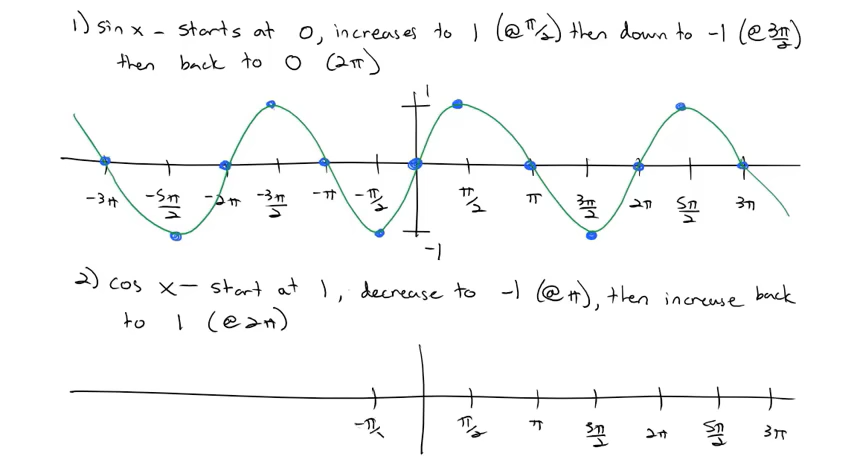 1) sin x - starts at 0, increases to 1 (@ π/2) then down to -1 (@ 3π/2)
then back to 0 (2π)
1
-3π -5π/2 -2π -3π/2 -π -π/2 π/2 π 3π/2 2π 5π/2 3π
-1
2) cos x - start at 1, decrease to -1 (@ π), then increase back
to 1 (@ 2π)
π/2 π 3π/2 2π 5π/2 3π